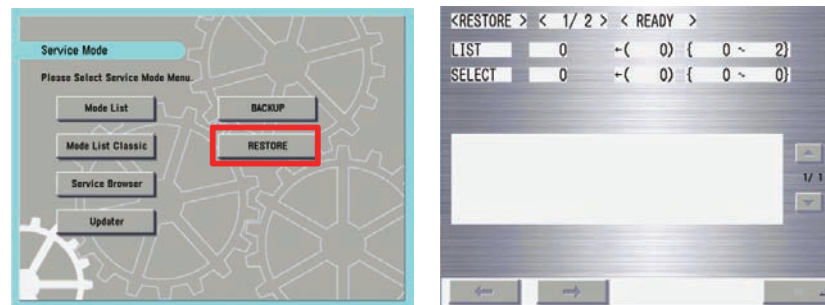 Service Mode
Please Select Service Mode Menu.
Mode List
BACKUP
Mode List Classic
RESTORE
Service Browser
Updater
<RESTORE > < 1/ 2 > < READY >
LIST 0 ←( 0) { 0 ~ 2}
SELECT 0 ←( 0) { 0 ~ 0}
1/ 1